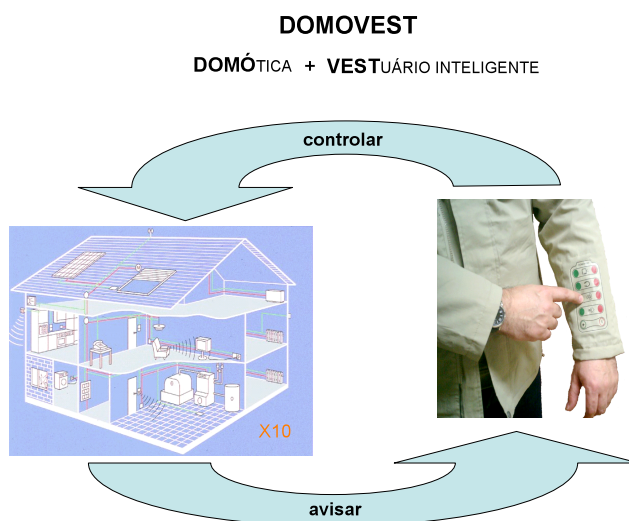 DOMOVEST
DOMÓTICA + VESTUÁRIO INTELIGENTE
controlar
X10
avisar